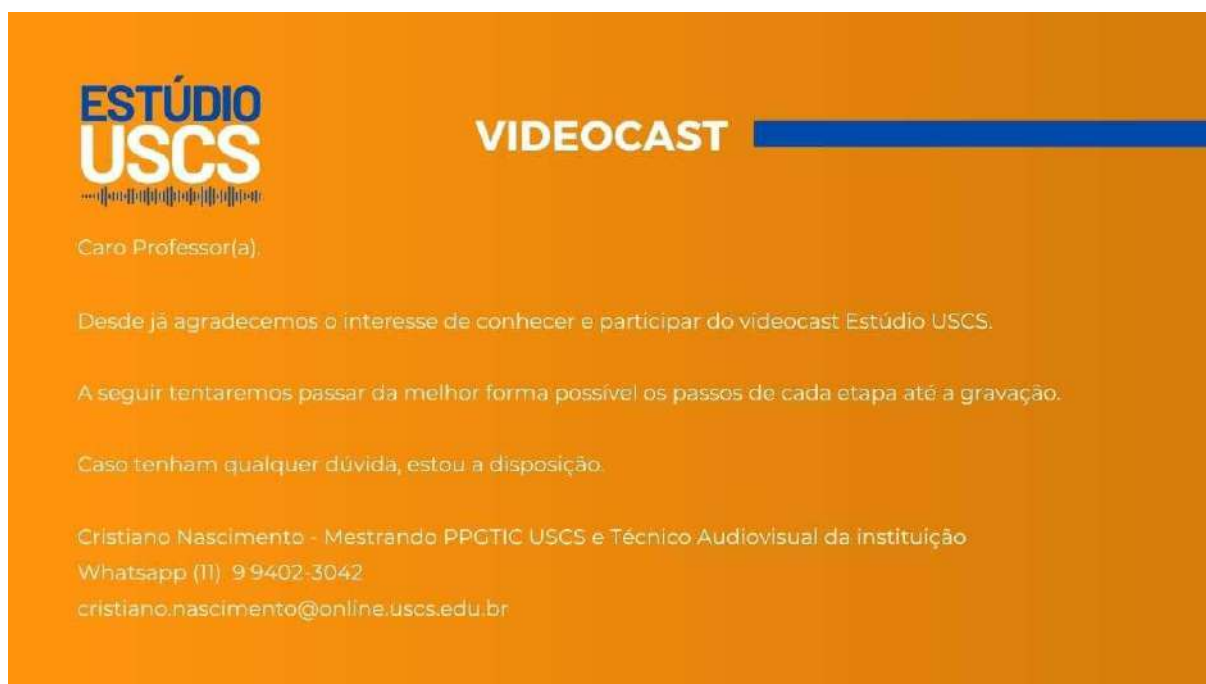 ESTÚDIO
USCS
VIDEOCAST
Caro Professor(a).
Desde já agradecemos o interesse de conhecer e participar do videocast Estúdio USCS.
A seguir tentaremos passar da melhor forma possível os passos de cada etapa até a gravação.
Caso tenham qualquer dúvida, estou a disposição.
Cristiano Nascimento - Mestrando PPGTIC USCS e Técnico Audiovisual da instituição
Whatsapp (11) 9 9402-3042
cristiano.nascimento@online.uscs.edu.br